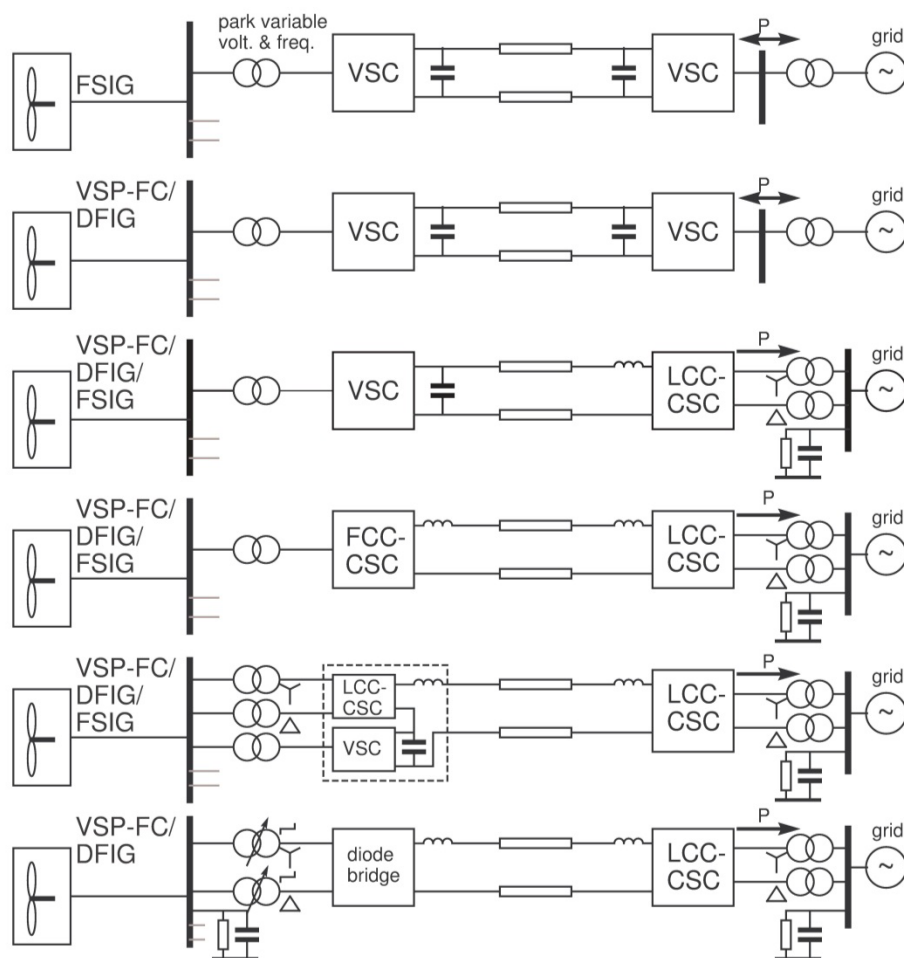 park variable
volt. & freq.
P
grid
FSIG
VSC
VSC
~
VSP-FC/
DFIG
P
grid
VSC
VSC
~
VSP-FC/
DFIG/
FSIG
P
grid
VSC
LCC-
CSC
~
VSP-FC/
DFIG/
FSIG
P
grid
FCC-
CSC
LCC-
CSC
~
VSP-FC/
DFIG/
FSIG
P
grid
LCC-
CSC
VSC
LCC-
CSC
~
VSP-FC/
DFIG
P
grid
diode
bridge
LCC-
CSC
~